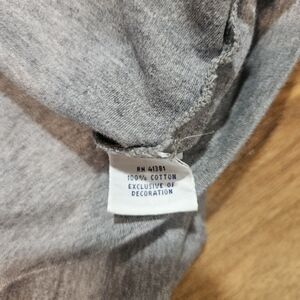 RN 41381
100% COTTON
EXCLUSIVE OF
DECORATION